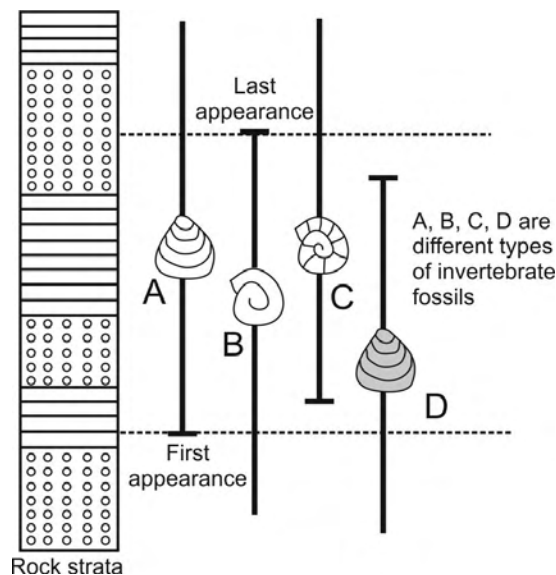 Last
appearance
A, B, C, D are
different types
of invertebrate
fossils
A
B
C
D
First
appearance
Rock strata